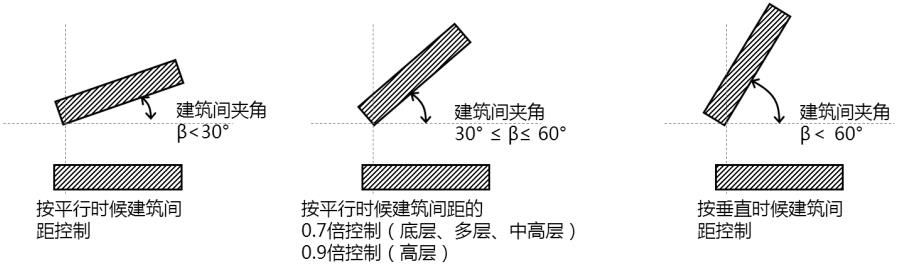 建筑间夹角
β<30°
按平行时候建筑间
距控制
建筑间夹角
30° ≤ β≤ 60°
按平行时候建筑间距的
0.7倍控制（底层、多层、中高层）
0.9倍控制（高层）
建筑间夹角
β < 60°
按垂直时候建筑间
距控制